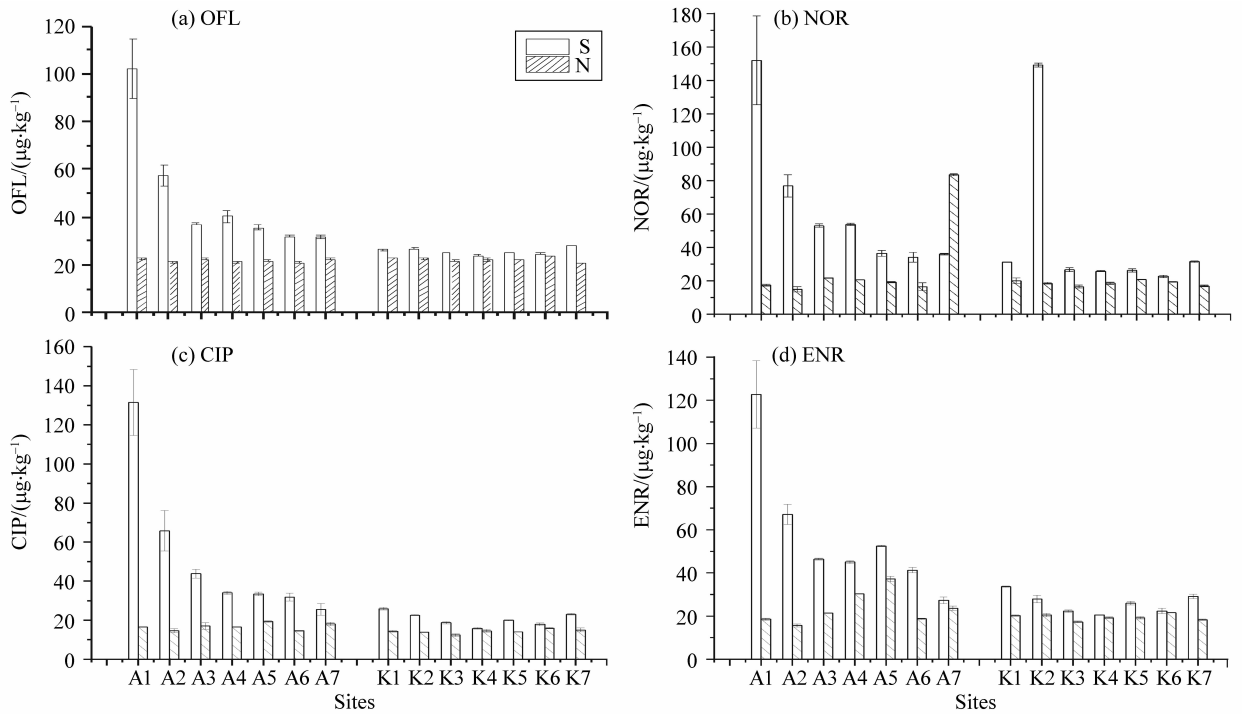 (a) OFL
OFL/(μg·kg⁻¹)
120
100
80
60
40
20
0
S
N
(b) NOR
NOR/(μg·kg⁻¹)
180
160
140
120
100
80
60
40
20
0
(c) CIP
CIP/(μg·kg⁻¹)
160
140
120
100
80
60
40
20
0
A1 A2 A3 A4 A5 A6 A7 K1 K2 K3 K4 K5 K6 K7
Sites
(d) ENR
ENR/(μg·kg⁻¹)
140
120
100
80
60
40
20
0
A1 A2 A3 A4 A5 A6 A7 K1 K2 K3 K4 K5 K6 K7
Sites